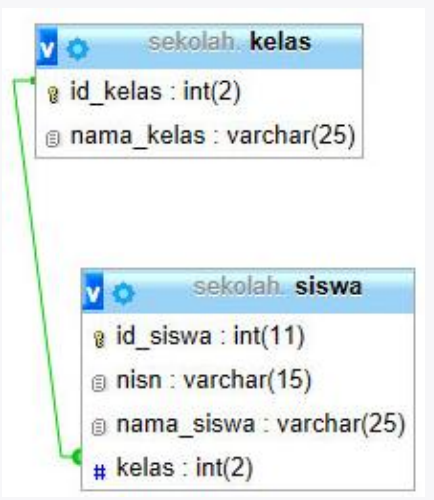 v sekolah. kelas
id_kelas : int(2)
nama_kelas : varchar(25)
v sekolah. siswa
id_siswa : int(11)
nisn : varchar(15)
nama_siswa : varchar(25)
# kelas : int(2)